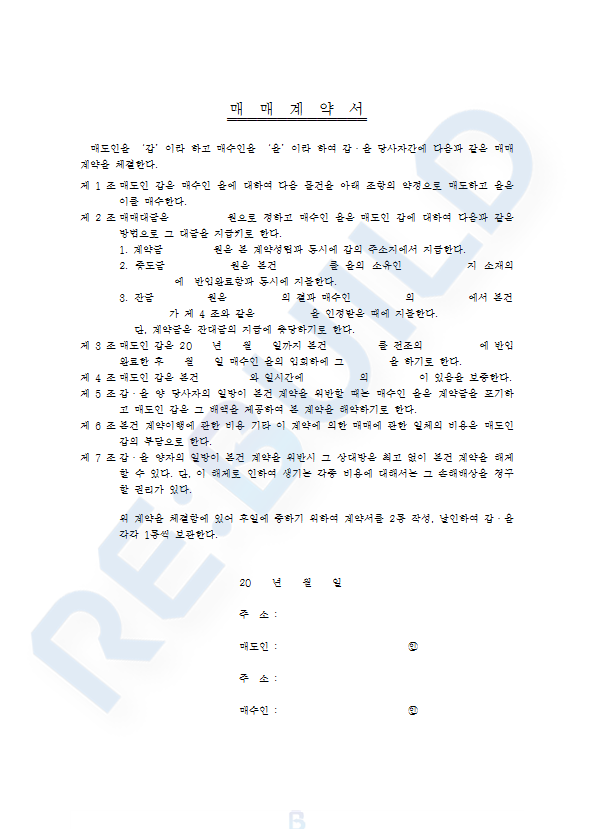 매 매 계 약 서
매도인을 '갑' 이라 하고 매수인을 '을' 이라 하여 갑·을 당사자간에 다음과 같은 매매
계약을 체결한다.
제 1 조 매도인 갑은 매수인 을에 대하여 다음 물건을 아래 조항의 약정으로 매도하고 을은
이를 매수한다.
제 2 조 매매대금은 원으로 정하고 매수인 을은 매도인 갑에 대하여 다음과 같은
방법으로 그 대금을 지급키로 한다.
1. 계약금 원은 본 계약성립과 동시에 갑의 주소지에서 지급한다.
2. 중도금 원은 본건 를 을의 소유인 지 소재의
에 반입완료함과 동시에 지불한다.
3. 잔금 원은 의 결과 매수인 의 에서 본건
가 제 4 조와 같은 을 인정받은 때에 지불한다.
단, 계약금은 잔대금의 지급에 충당하기로 한다.
제 3 조 매도인 갑은 20 년 월 일까지 본건 를 전조의 에 반입
완료한 후 월 일 매수인 을의 입회하에 그 을 하기로 한다.
제 4 조 매도인 갑은 본건 와 일시간에 의 이 있음을 보증한다.
제 5 조 갑·을 양 당사자의 일방이 본건 계약을 위반할 때는 매수인 을은 계약금을 포기하
고 매도인 갑은 그 배액을 제공하여 본 계약을 해약하기로 한다.
제 6 조 본건 계약이행에 관한 비용 기타 이 계약에 의한 매매에 관한 일체의 비용은 매도인
갑의 부담으로 한다.
제 7 조 갑·을 양자의 일방이 본건 계약을 위반시 그 상대방은 최고 없이 본건 계약을 해제
할 수 있다. 단, 이 해제로 인하여 생기는 각종 비용에 대해서는 그 손해배상을 청구
할 권리가 있다.
위 계약을 체결함에 있어 후일에 증하기 위하여 계약서를 2통 작성, 날인하여 갑·을
각각 1통씩 보관한다.
20 년 월 일
주 소 :
매도인 : ㊞
주 소 :
매수인 : ㊞
RE:BUILD
B